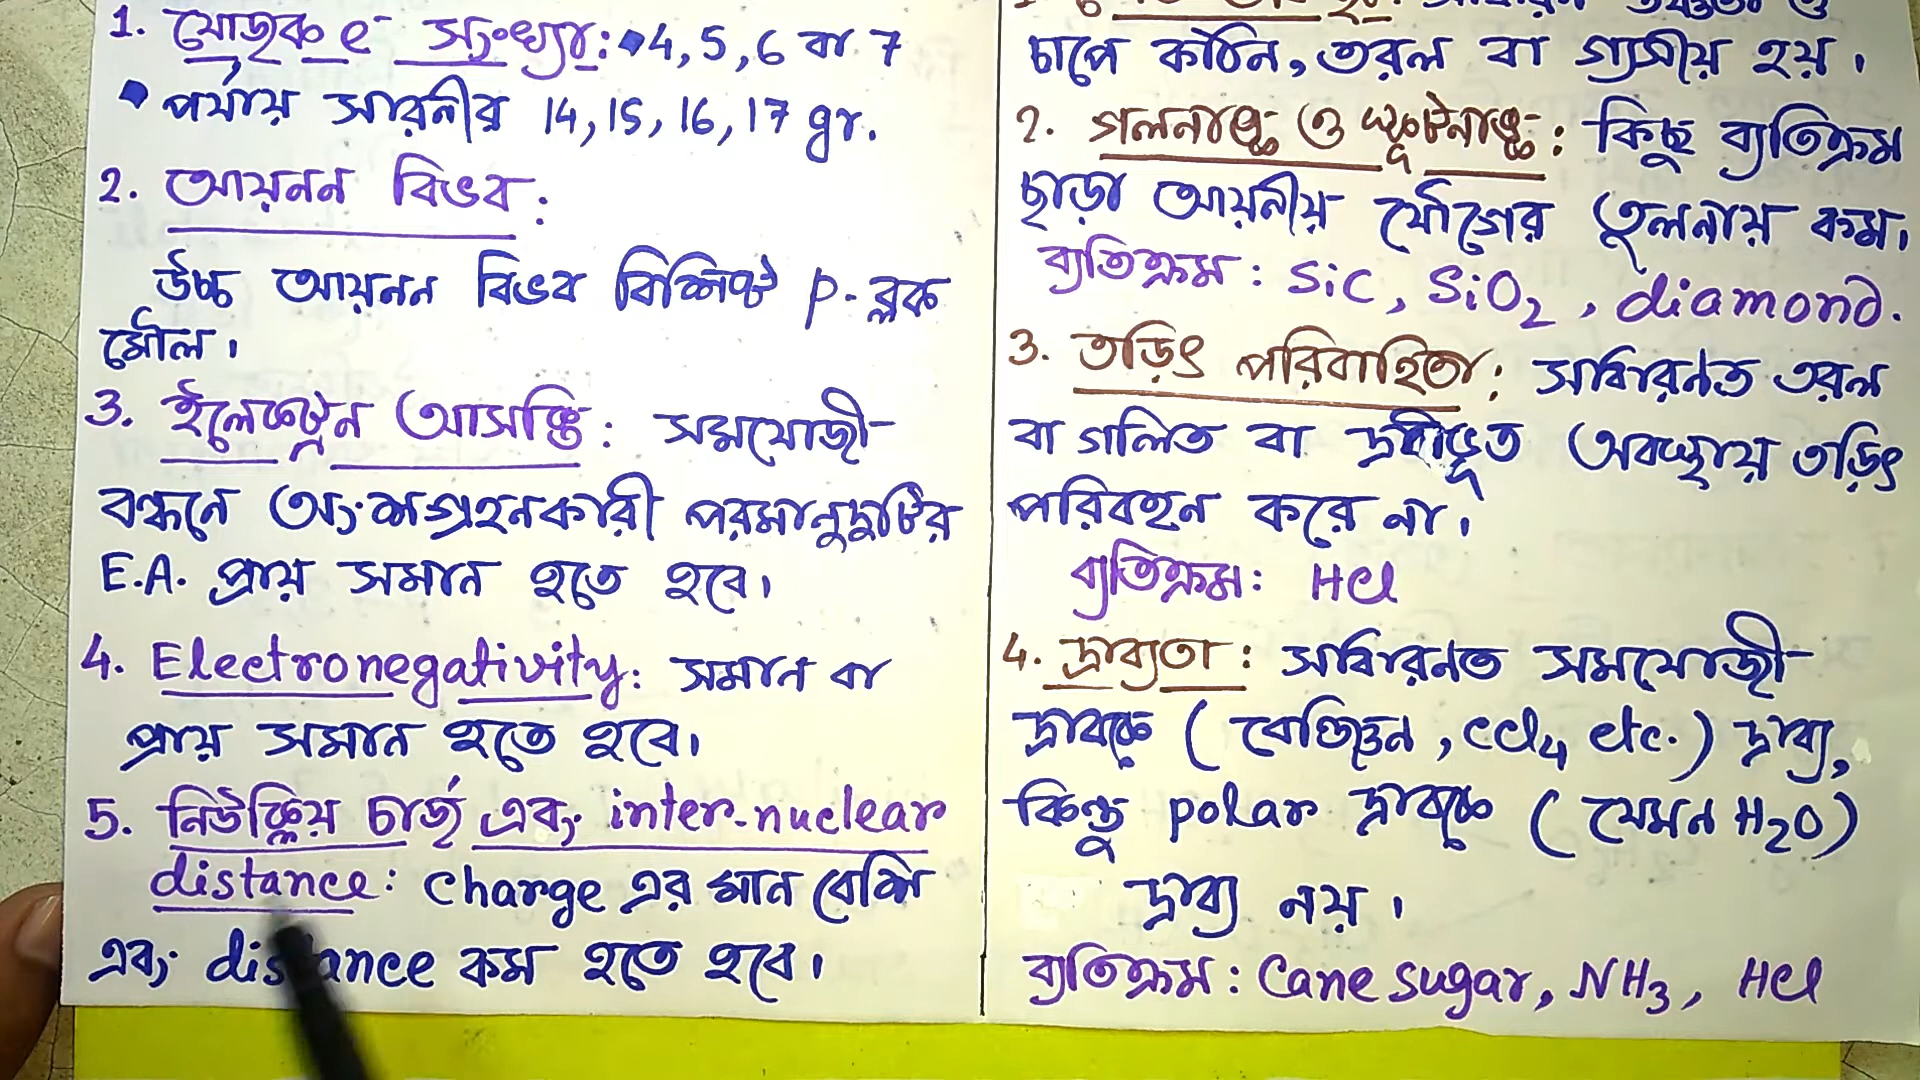 1. যোজক e⁻ সংখ্যা: 4, 5, 6 বা 7
পর্যায় সারনীর 14, 15, 16, 17 gr.
2. আয়নন বিভব:
উচ্চ আয়নন বিভব বিশিষ্ট p-ব্লক
মৌল।
3. ইলেকট্রন আসক্তি: সমযোজী
বন্ধনে অংশগ্রহনকারী পরমানুদুটির
E.A. প্রায় সমান হতে হবে।
4. Electronegativity: সমান বা
প্রায় সমান হতে হবে।
5. নিউক্লিয় চার্জ এবং inter-nuclear
distance: charge এর মান বেশি
এবং distance কম হতে হবে।
চাপে কঠিন, তরল বা গ্যসীয় হয়।
2. গলনাঙ্ক ও স্ফূটনাঙ্ক: কিছু ব্যতিক্রম
ছাড়া আয়নীয় যৌগের তুলনায় কম।
ব্যতিক্রম: SiC, SiO₂, diamond.
3. তড়িৎ পরিবাহিতা: সাধারনত তরল
বা গলিত বা দ্রবীভূত অবস্থায় তড়িৎ
পরিবহন করে না।
ব্যতিক্রম: HCl
4. দ্রাব্যতা: সাধারনত সমযোজী
দ্রাবকে (বেঞ্জিন, CCl₄ etc.) দ্রাব্য,
কিন্তু polar দ্রাবকে (যেমন H₂O)
দ্রাব্য নয়।
ব্যতিক্রম: Cane sugar, NH₃, HCl